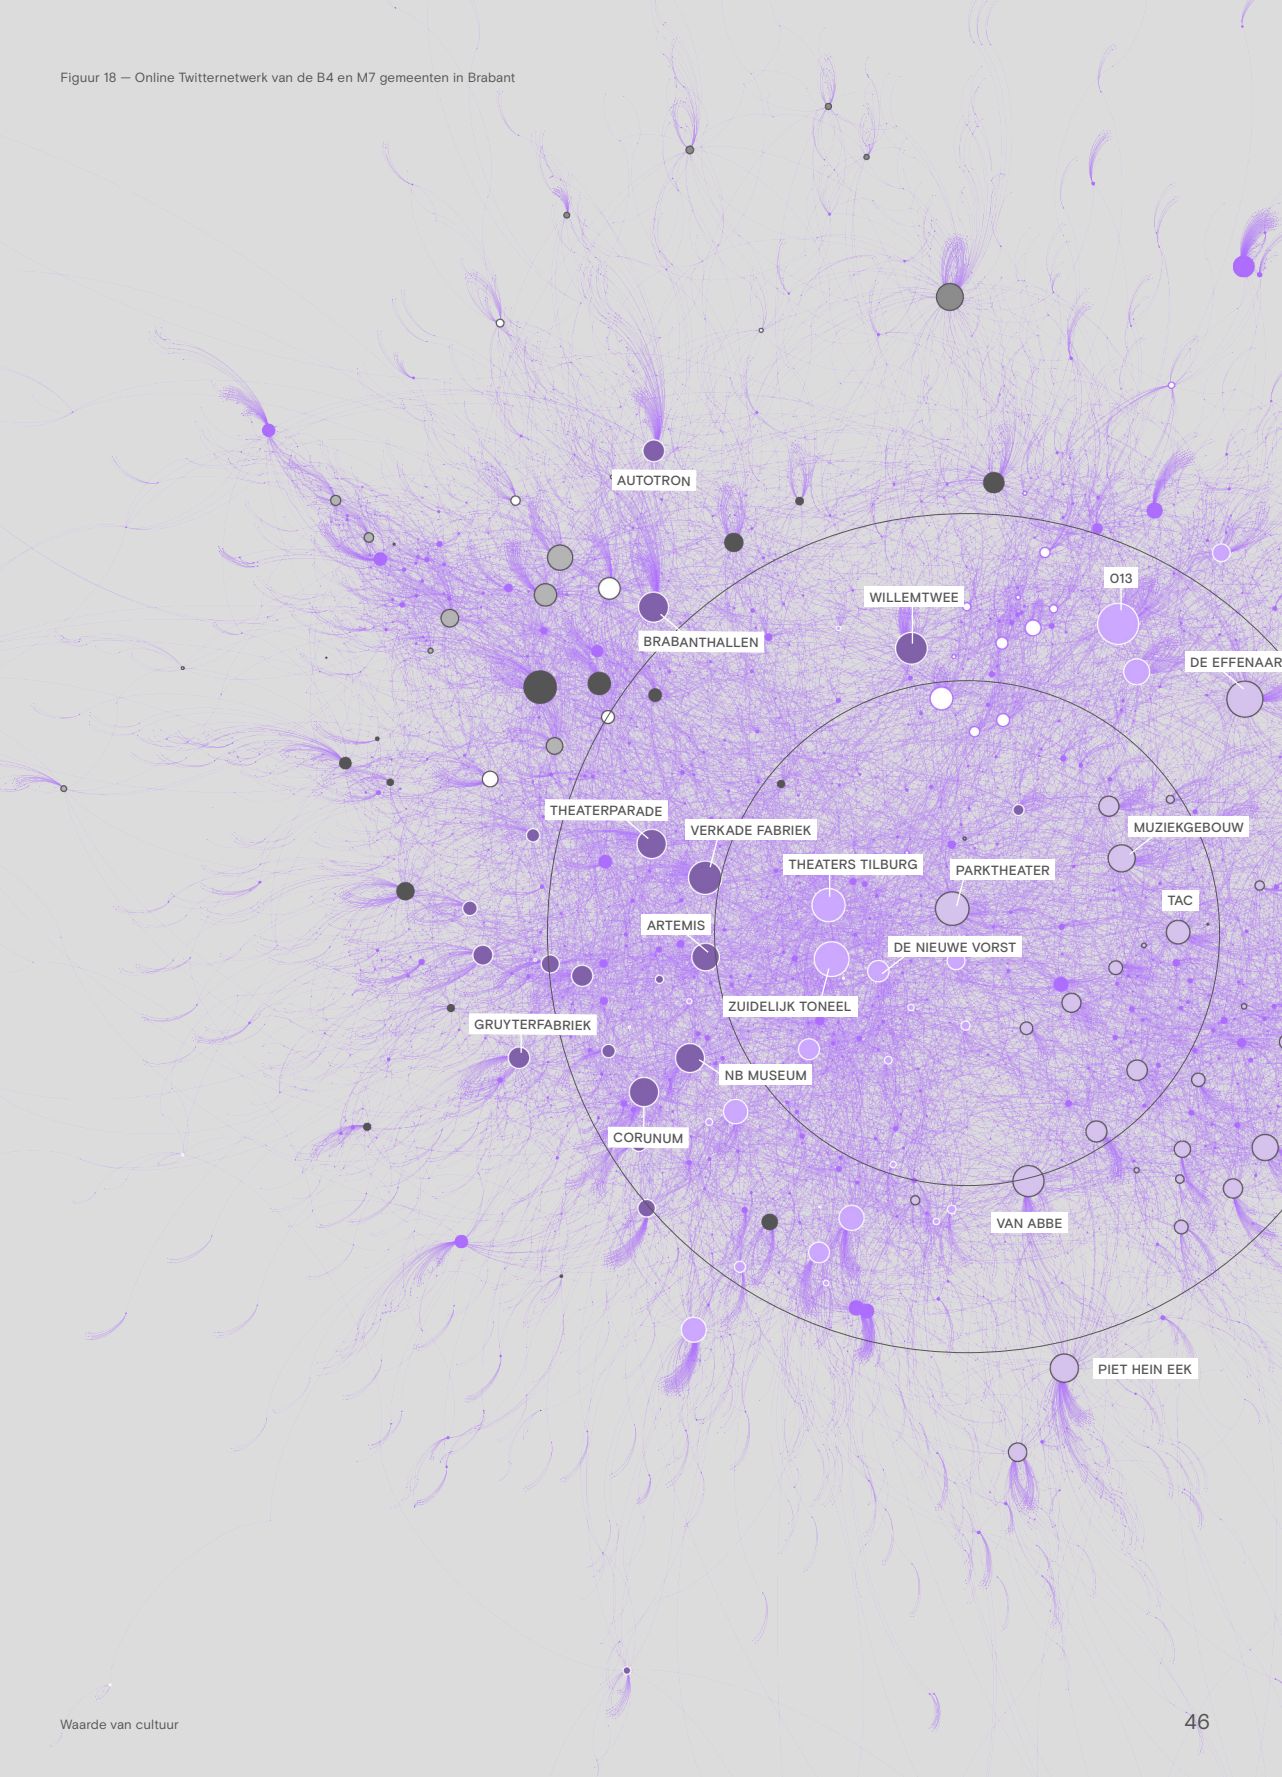 Figuur 18 — Online Twitternetwerk van de B4 en M7 gemeenten in Brabant
AUTOTRON
013
WILLEMTWEE
BRABANTHALLEN
DE EFFENAAR
THEATERPARADE
VERKADE FABRIEK
MUZIEKGEBOUW
THEATERS TILBURG
PARKTHEATER
TAC
ARTEMIS
DE NIEUWE VORST
ZUIDELIJK TONEEL
GRUYTERFABRIEK
NB MUSEUM
CORUNUM
VAN ABBE
PIET HEIN EEK
Waarde van cultuur
46